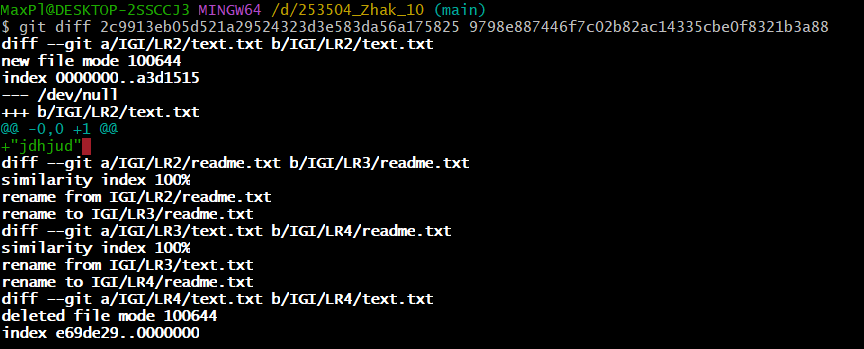 MaxPl@DESKTOP-2SSCCJ3 MINGW64 /d/253504_Zhak_10 (main)
$ git diff 2c9913eb05d521a29524323d3e583da56a175825 9798e887446f7c02b82ac14335cbe0f8321b3a88
diff --git a/IGI/LR2/text.txt b/IGI/LR2/text.txt
new file mode 100644
index 0000000..a3d1515
--- /dev/null
+++ b/IGI/LR2/text.txt
@@ -0,0 +1 @@
+"jdhjud"
diff --git a/IGI/LR2/readme.txt b/IGI/LR3/readme.txt
similarity index 100%
rename from IGI/LR2/readme.txt
rename to IGI/LR3/readme.txt
diff --git a/IGI/LR3/text.txt b/IGI/LR4/readme.txt
similarity index 100%
rename from IGI/LR3/text.txt
rename to IGI/LR4/readme.txt
diff --git a/IGI/LR4/text.txt b/IGI/LR4/text.txt
deleted file mode 100644
index e69de29..0000000